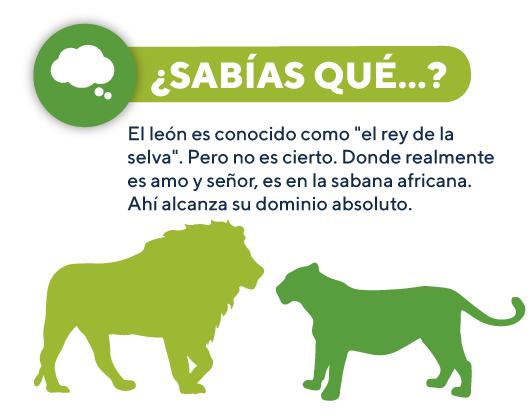 ¿SABÍAS QUÉ...?
El león es conocido como "el rey de la
selva". Pero no es cierto. Donde realmente
es amo y señor, es en la sabana africana.
Ahí alcanza su dominio absoluto.